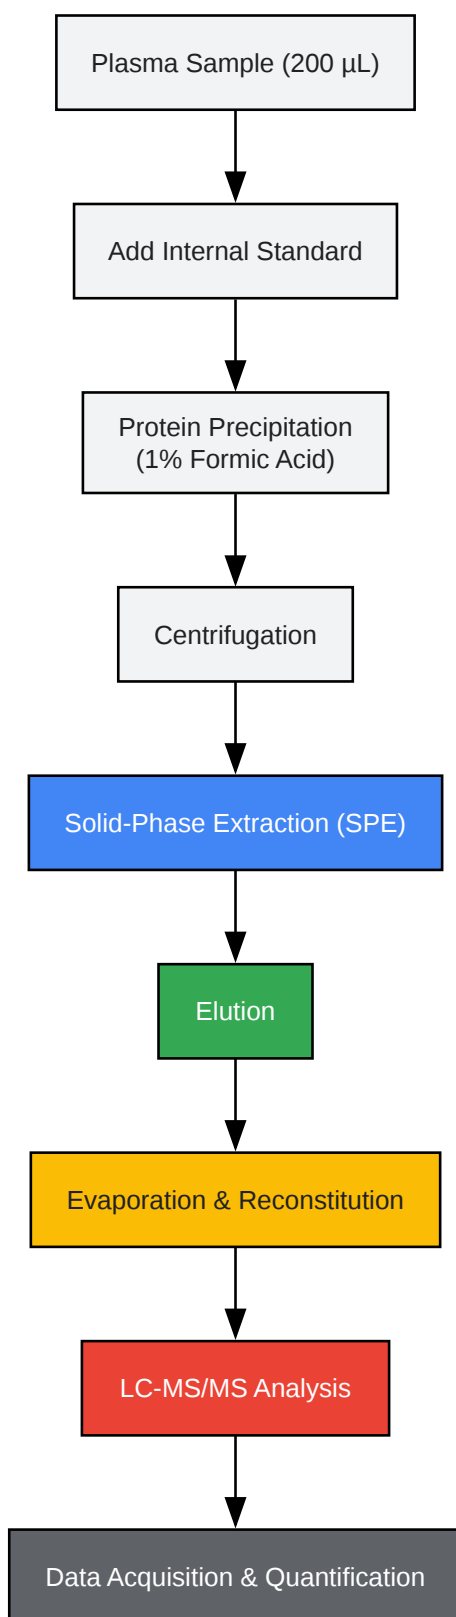 Plasma Sample (200 µL)
Add Internal Standard
Protein Precipitation
(1% Formic Acid)
Centrifugation
Solid-Phase Extraction (SPE)
Elution
Evaporation & Reconstitution
LC-MS/MS Analysis
Data Acquisition & Quantification